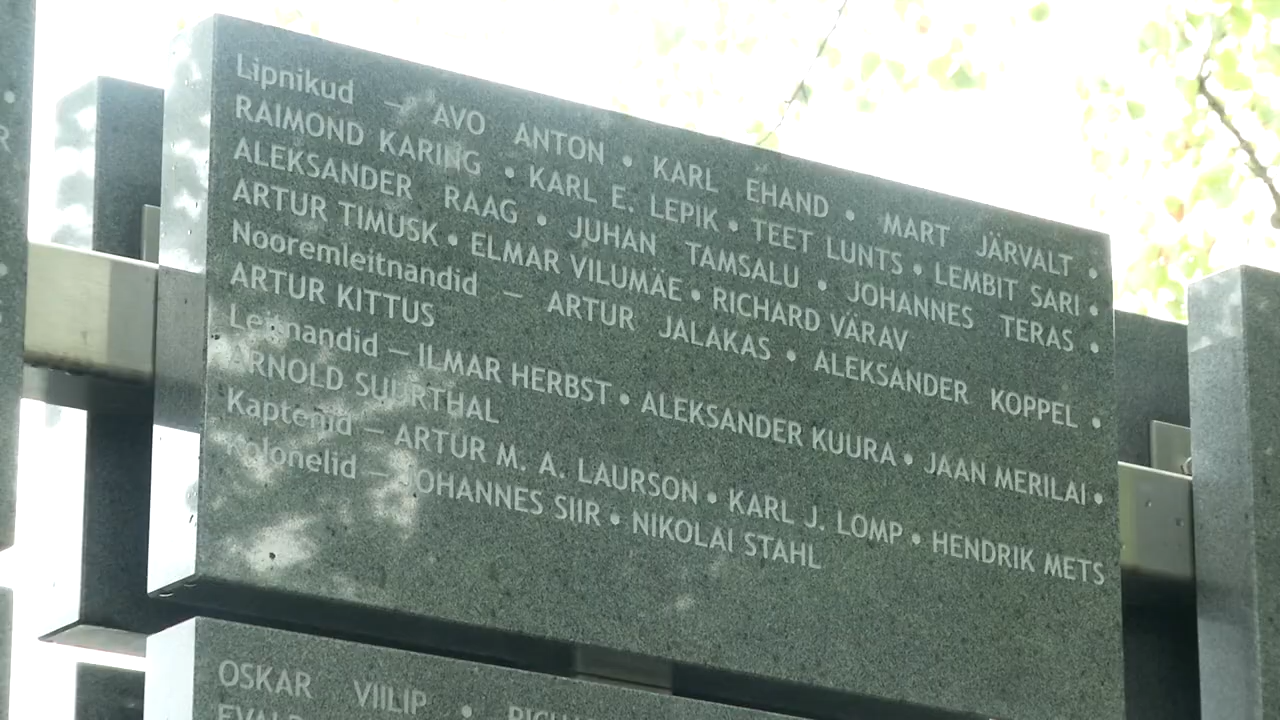 Lipnikud — AVO ANTON • KARL EHAND • MART JÄRVALT •
RAIMOND KARING • KARL E. LEPIK • TEET LUNTS • LEMBIT SARI •
ALEKSANDER RAAG • JUHAN TAMSALU • JOHANNES TERAS •
ARTUR TIMUSK • ELMAR VILUMÄE • RICHARD VÄRAV
Nooremleitnandid — ARTUR JALAKAS • ALEKSANDER KOPPEL •
ARTUR KITTUS
Leitnandid — ILMAR HERBST • ALEKSANDER KUURA • JAAN MERILAI •
ARNOLD SUURTHAL
Kaptenid — ARTUR M. A. LAURSON • KARL J. LOMP • HENDRIK METS
Kolonelid — JOHANNES SIIR • NIKOLAI STAHL
OSKAR VIILIP •